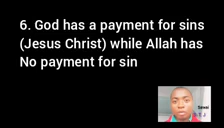 6. God has a payment for sins
(Jesus Christ) while Allah has
No payment for sin